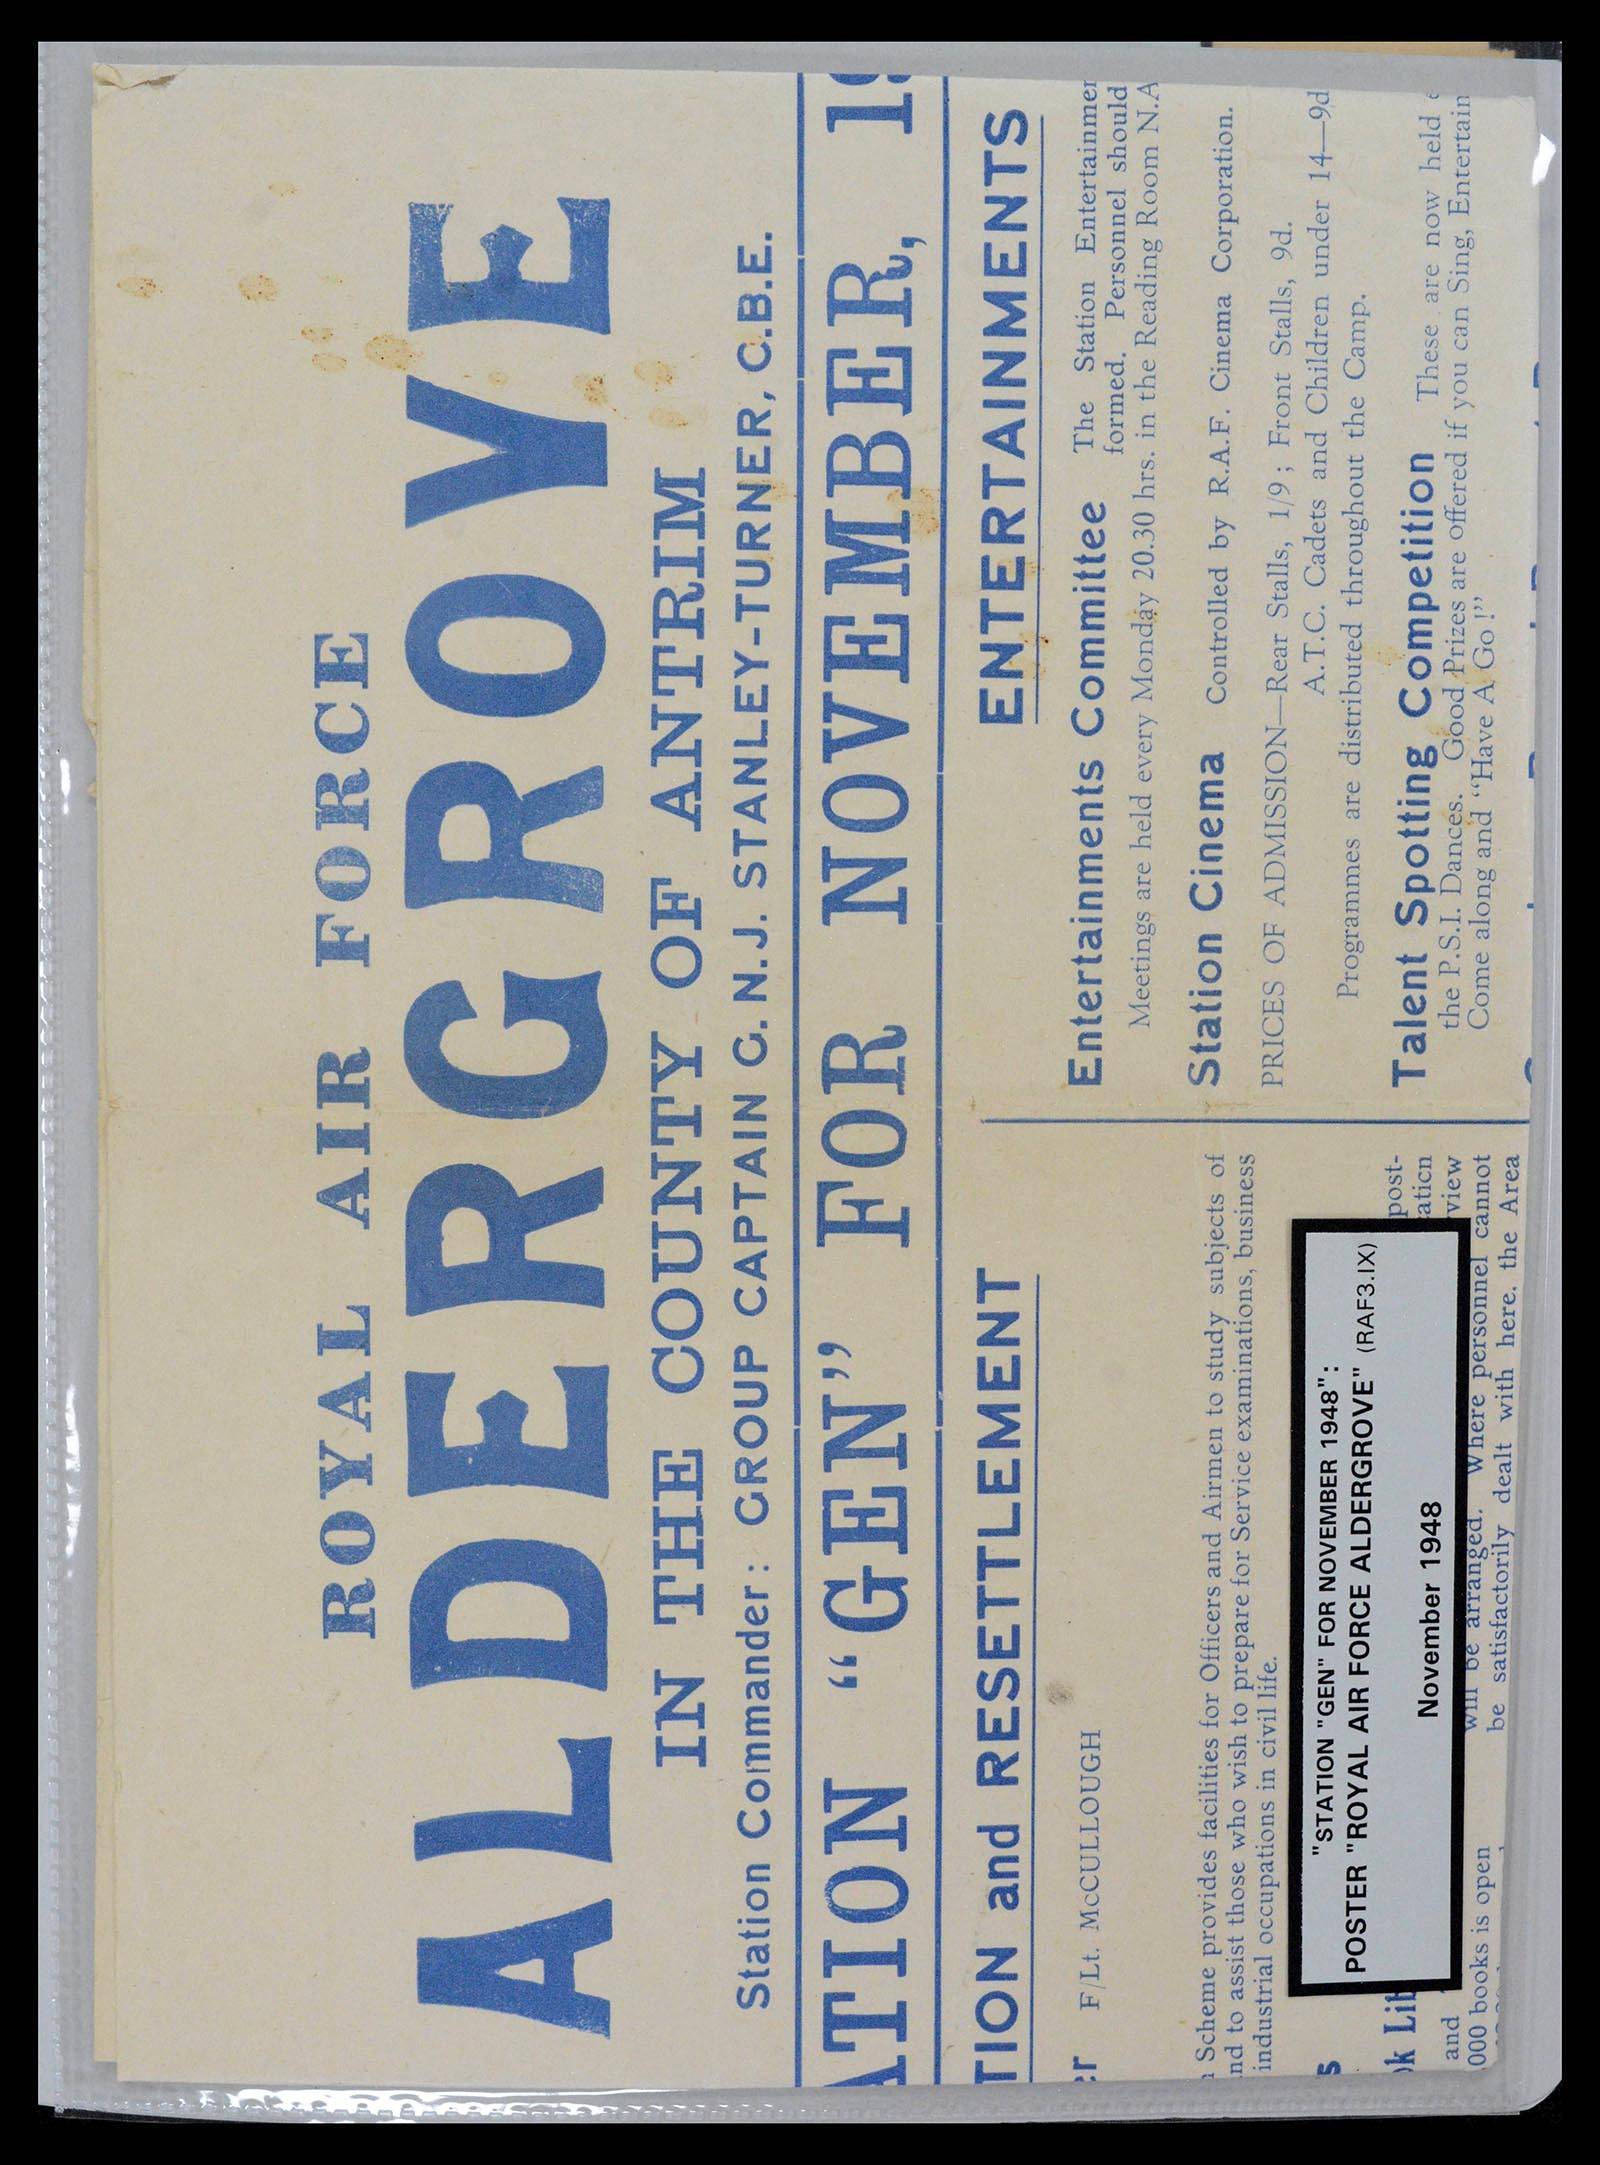 ROYAL AIR FORCE
ALDERGROVE
IN THE COUNTY OF ANTRIM
Station Commander: GROUP CAPTAIN C. N. J. STANLEY-TURNER, C.B.E.
ATION "GEN" FOR NOVEMBER, 19
TION and RESETTLEMENT
er F/Lt. McCULLOUGH
Scheme provides facilities for Officers and Airmen to study subjects of
nd to assist those who wish to prepare for Service examinations, business
industrial occupations in civil life.
s
ok Lib
and
000 books is open
post-
view
will be arranged. Where personnel cannot
be satisfactorily dealt with here, the Area
"STATION "GEN" FOR NOVEMBER 1948":
POSTER "ROYAL AIR FORCE ALDERGROVE" (RAF3.IX)
November 1948
ENTERTAINMENTS
Entertainments Committee The Station Entertainmen
formed. Personnel should
Meetings are held every Monday 20.30 hrs. in the Reading Room N.A
Station Cinema Controlled by R.A.F. Cinema Corporation.
PRICES OF ADMISSION—Rear Stalls, 1/9; Front Stalls, 9d.
A.T.C. Cadets and Children under 14—9d
Programmes are distributed throughout the Camp.
Talent Spotting Competition These are now held
the P.S.I. Dances. Good Prizes are offered if you can Sing, Entertain
Come along and "Have A Go!"